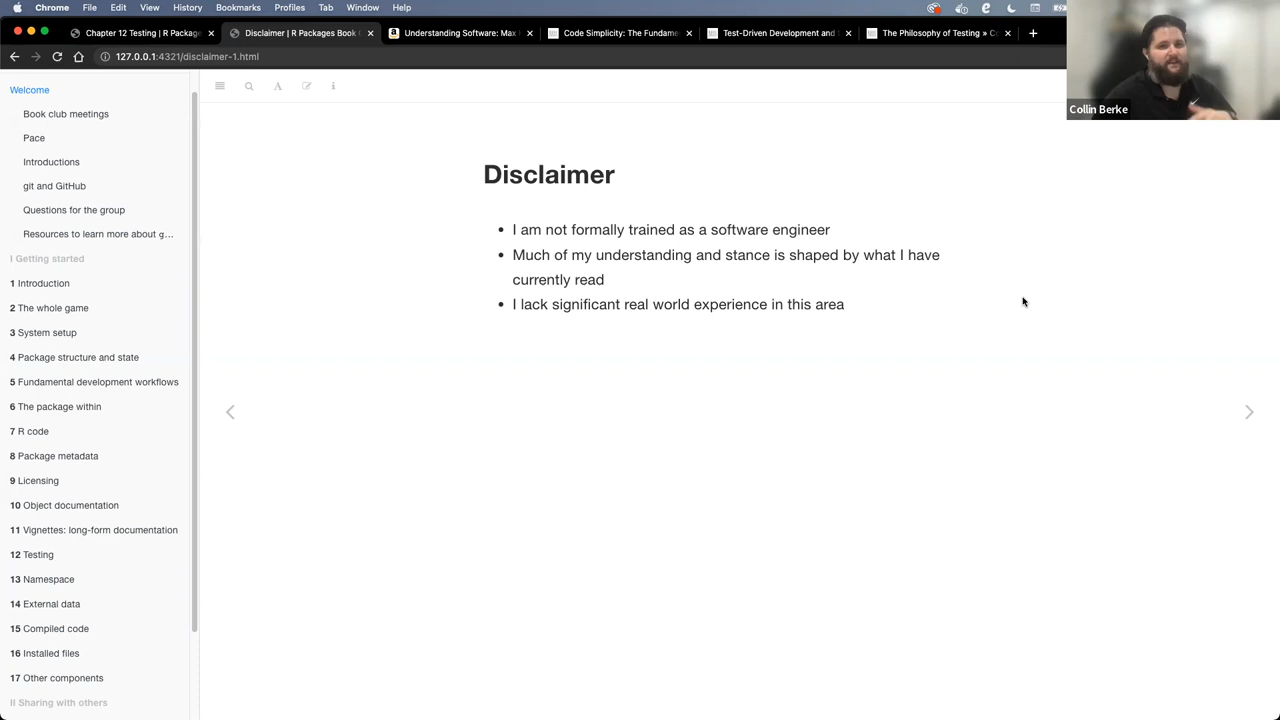 Chrome File Edit View History Bookmarks Profiles Tab Window Help
Chapter 12 Testing | R Package
Disclaimer | R Packages Book
Understanding Software: Max
Code Simplicity: The Fundame
Test-Driven Development and
The Philosophy of Testing » Co
127.0.0.1:4321/disclaimer-1.html
Collin Berke
Welcome
Book club meetings
Pace
Introductions
git and GitHub
Questions for the group
Resources to learn more about g…
I Getting started
1 Introduction
2 The whole game
3 System setup
4 Package structure and state
5 Fundamental development workflows
6 The package within
7 R code
8 Package metadata
9 Licensing
10 Object documentation
11 Vignettes: long-form documentation
12 Testing
13 Namespace
14 External data
15 Compiled code
16 Installed files
17 Other components
II Sharing with others
Disclaimer
• I am not formally trained as a software engineer
• Much of my understanding and stance is shaped by what I have
currently read
• I lack significant real world experience in this area